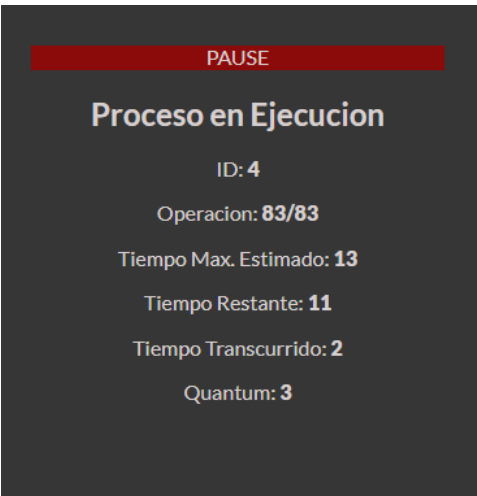 PAUSE
Proceso en Ejecucion
ID: 4
Operacion: 83/83
Tiempo Max. Estimado: 13
Tiempo Restante: 11
Tiempo Transcurrido: 2
Quantum: 3